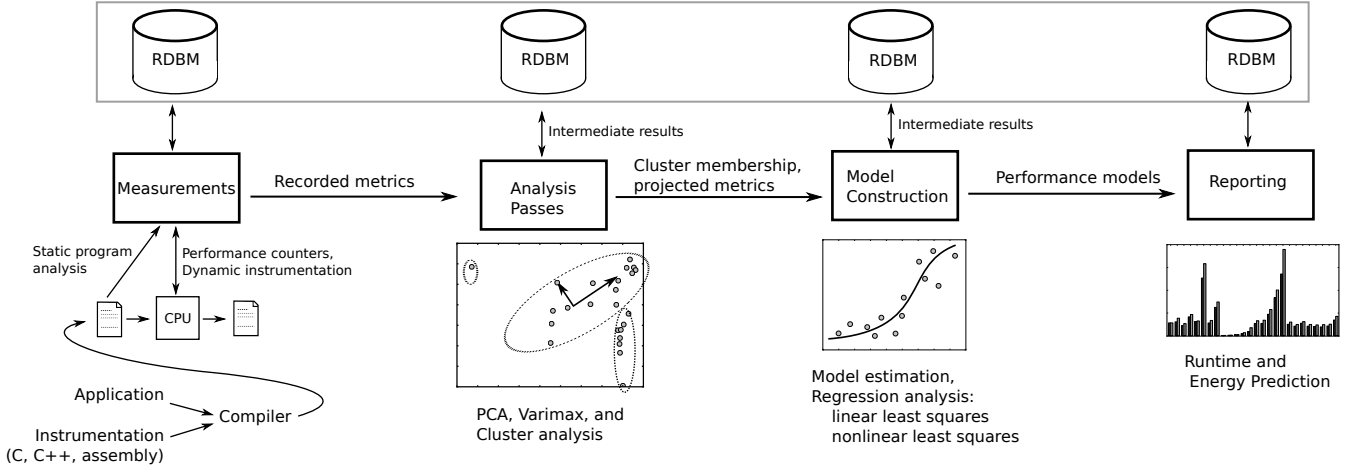 RDBM
RDBM
RDBM
RDBM
Intermediate results
Intermediate results
Measurements
Recorded metrics
Analysis
Passes
Cluster membership,
projected metrics
Model
Construction
Performance models
Reporting
Static program
analysis
Performance counters,
Dynamic instrumentation
CPU
Application
Compiler
Instrumentation
(C, C++, assembly)
PCA, Varimax, and
Cluster analysis
Model estimation,
Regression analysis:
linear least squares
nonlinear least squares
Runtime and
Energy Prediction